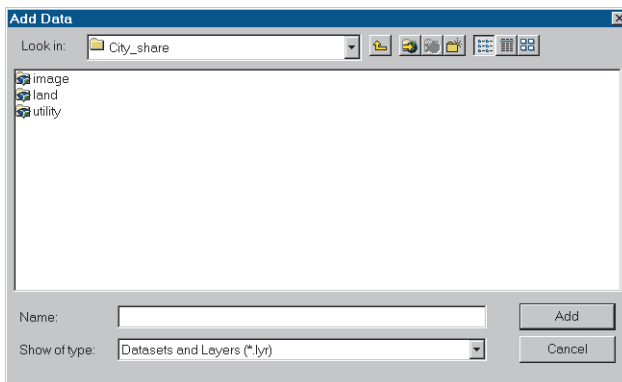 Add Data
Look in: City_share
image
land
utility
Name: Add
Show of type: Datasets and Layers (*.lyr) Cancel